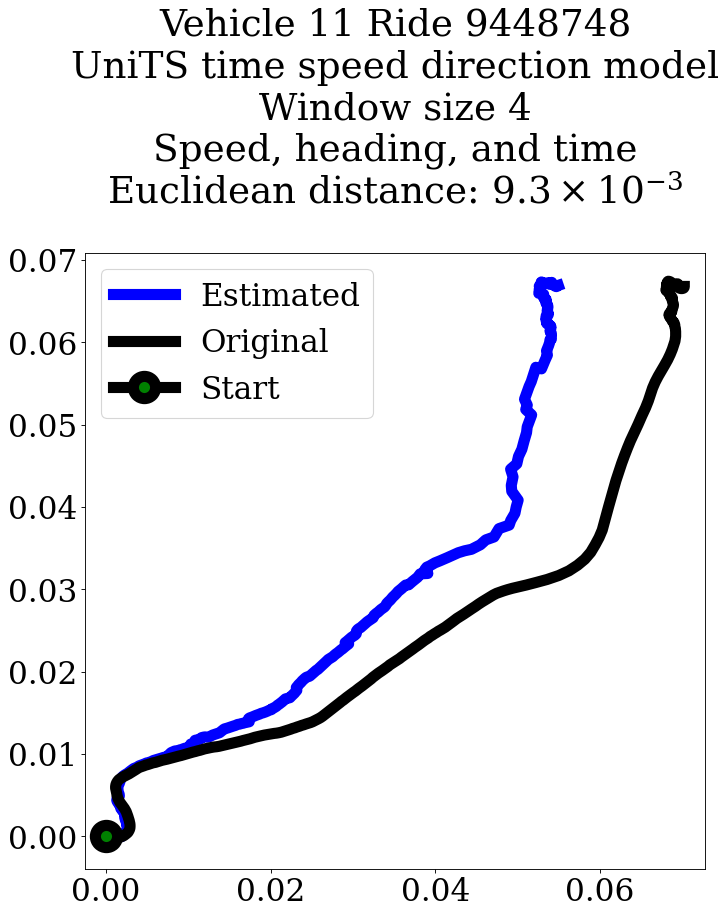 Vehicle 11 Ride 9448748
UniTS time speed direction model
Window size 4
Speed, heading, and time
Euclidean distance: 9.3 × 10⁻³
0.07
0.06
0.05
0.04
0.03
0.02
0.01
0.00
Estimated
Original
Start
0.00 0.02 0.04 0.06